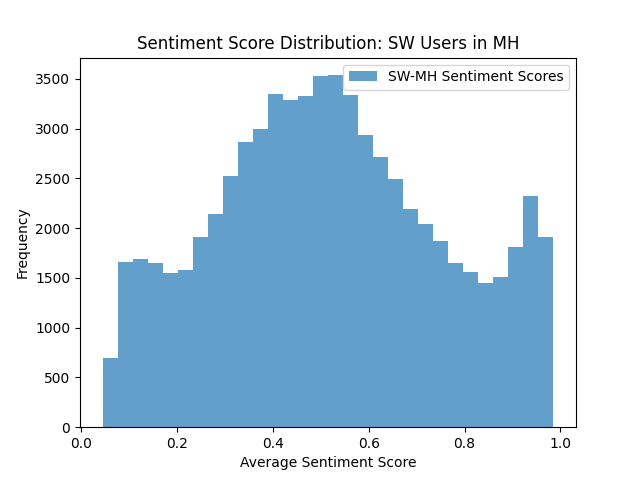 Sentiment Score Distribution: SW Users in MH
SW-MH Sentiment Scores
Frequency
3500
3000
2500
2000
1500
1000
500
0
0.0 0.2 0.4 0.6 0.8 1.0
Average Sentiment Score